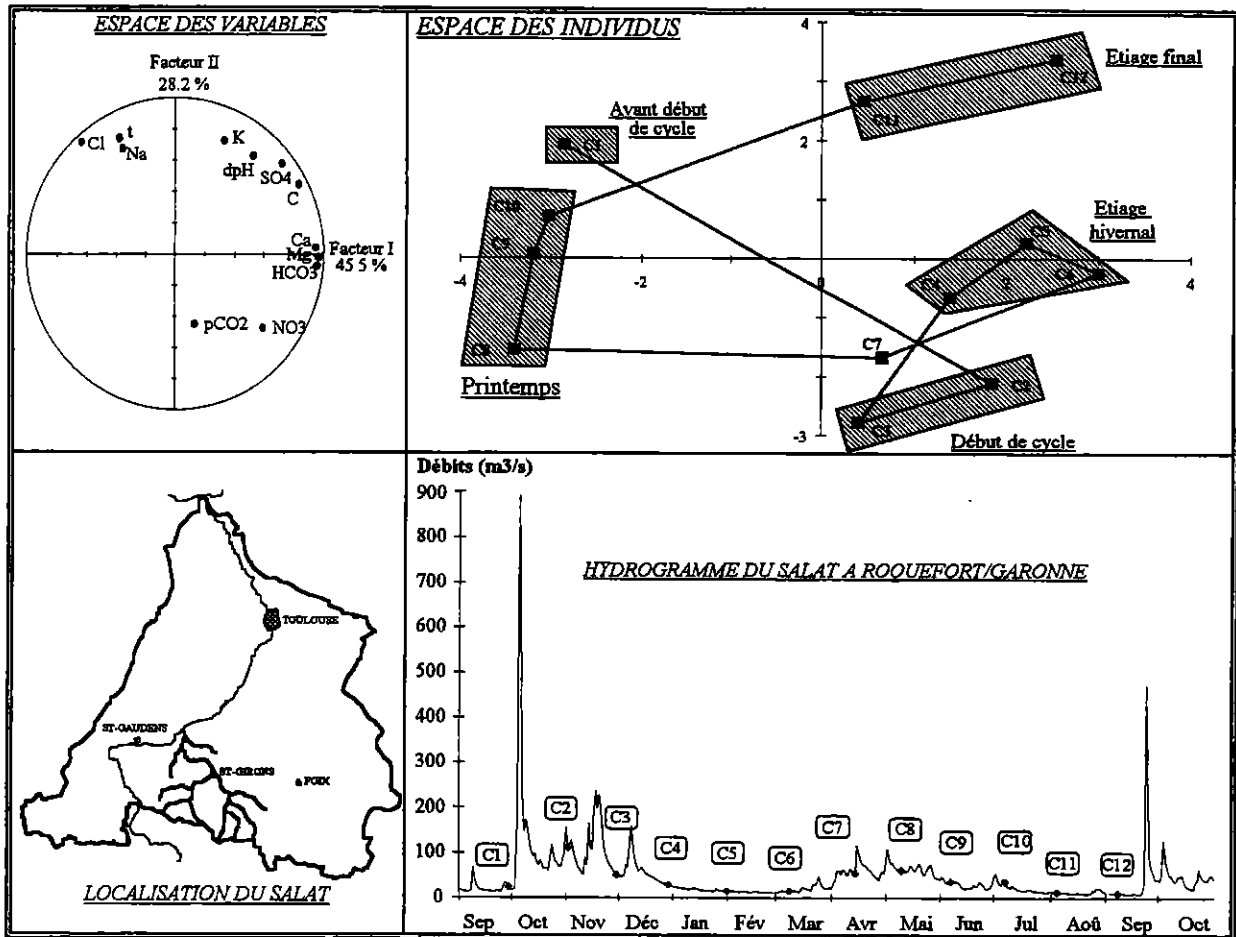 ESPACE DES VARIABLES
Facteur II
28.2 %
Cl
t
Na
K
dpH
SO4
C
Ca
Mg
HCO3
Facteur I
45 5 %
pCO2
NO3
ESPACE DES INDIVIDUS
4
2
-3
-4
-2
0
2
4
Avant début
de cycle
C1
Etiage final
C11
C12
C10
C9
C8
Printemps
Etiage
hivernal
C5
C4
C6
C7
C2
C3
Début de cycle
LOCALISATION DU SALAT
TOULOUSE
ST-GAUDENS
ST-GIRONS
FOIX
Débits (m3/s)
HYDROGRAMME DU SALAT A ROQUEFORT/GARONNE
900
800
700
600
500
400
300
200
100
0
C1
C2
C3
C4
C5
C6
C7
C8
C9
C10
C11
C12
Sep Oct Nov Déc Jan Fév Mar Avr Mai Jun Jul Aoû Sep Oct